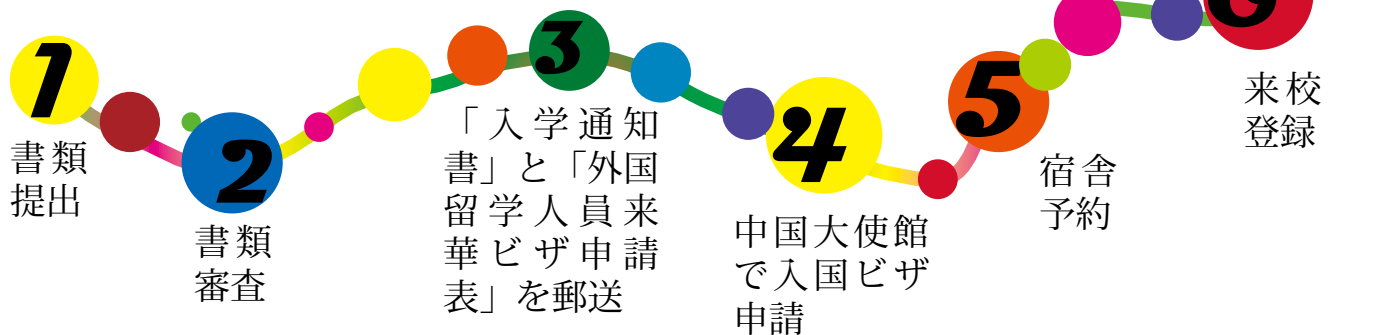 1
書類
提出
2
書類
審査
3
「入学通知
書」と「外国
留学人員来
華ビザ申請
表」を郵送
4
中国大使館
で入国ビザ
申請
5
宿舎
予約
6
来校
登録